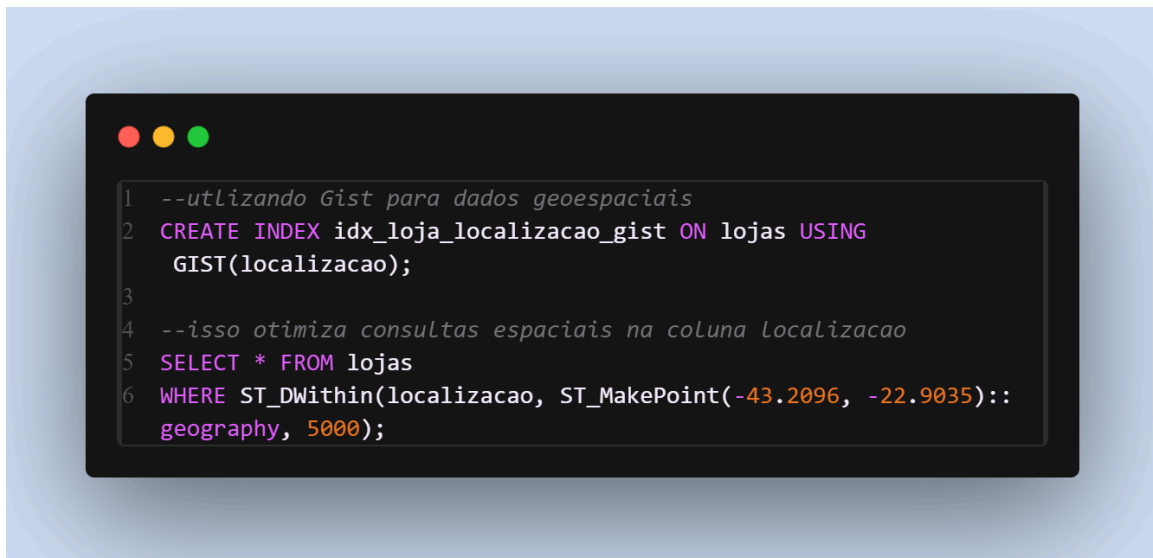 1 --utlizando Gist para dados geoespaciais
2 CREATE INDEX idx_loja_localizacao_gist ON lojas USING
GIST(localizacao);
3
4 --isso otimiza consultas espaciais na coluna localizacao
5 SELECT * FROM lojas
6 WHERE ST_DWithin(localizacao, ST_MakePoint(-43.2096, -22.9035)::
geography, 5000);